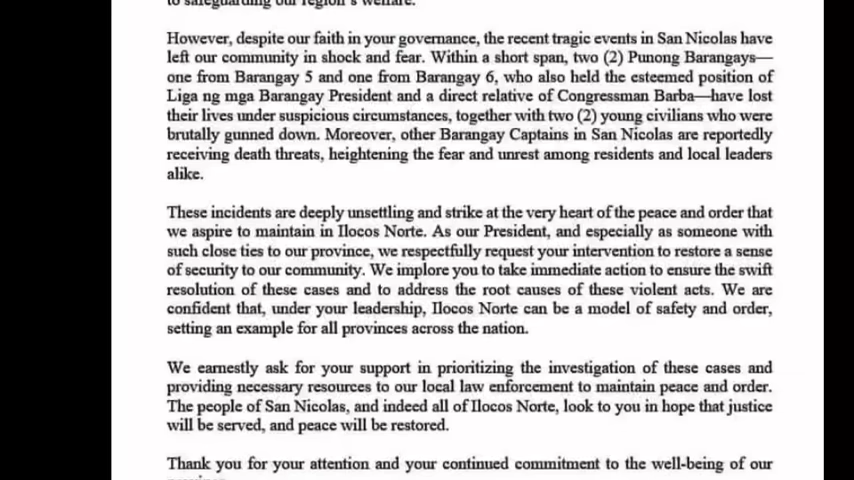 to safeguarding our region's welfare.
However, despite our faith in your governance, the recent tragic events in San Nicolas have
left our community in shock and fear. Within a short span, two (2) Punong Barangays—
one from Barangay 5 and one from Barangay 6, who also held the esteemed position of
Liga ng mga Barangay President and a direct relative of Congressman Barba—have lost
their lives under suspicious circumstances, together with two (2) young civilians who were
brutally gunned down. Moreover, other Barangay Captains in San Nicolas are reportedly
receiving death threats, heightening the fear and unrest among residents and local leaders
alike.
These incidents are deeply unsettling and strike at the very heart of the peace and order that
we aspire to maintain in Ilocos Norte. As our President, and especially as someone with
such close ties to our province, we respectfully request your intervention to restore a sense
of security to our community. We implore you to take immediate action to ensure the swift
resolution of these cases and to address the root causes of these violent acts. We are
confident that, under your leadership, Ilocos Norte can be a model of safety and order,
setting an example for all provinces across the nation.
We earnestly ask for your support in prioritizing the investigation of these cases and
providing necessary resources to our local law enforcement to maintain peace and order.
The people of San Nicolas, and indeed all of Ilocos Norte, look to you in hope that justice
will be served, and peace will be restored.
Thank you for your attention and your continued commitment to the well-being of our